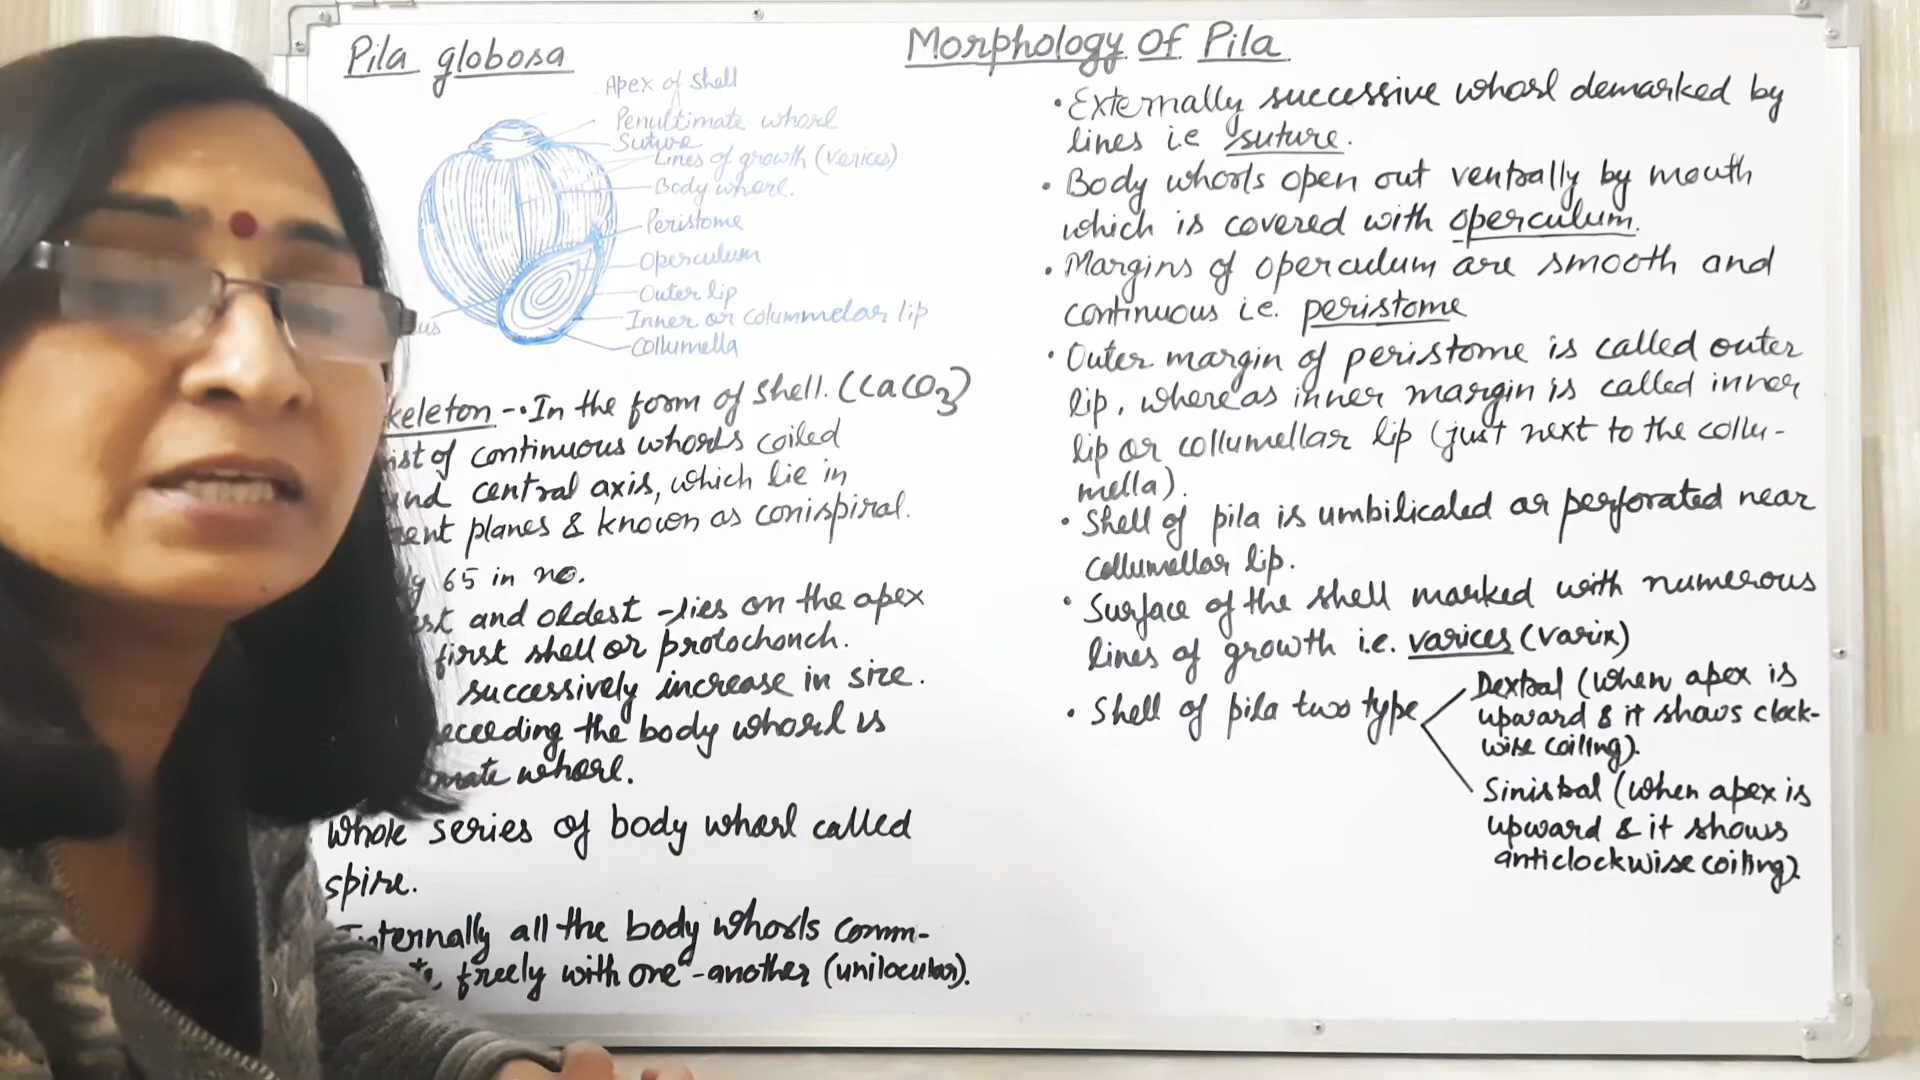 Pila globosa
Apex of shell
Penultimate whorl
Suture
Lines of growth (verices)
Body whorl.
Peristome
Operculum
Outer lip
Inner or colummelar lip
Collumella
us
keleton -. In the form of shell. (CaCO3)
ist of continuous whorls coiled
und central axis, which lie in
ent planes & known as conispiral.
65 in no.
est and oldest - lies on the apex
first shell or protochonch.
successively increase in size.
eceeding the body whorl is
mate whorl.
Whole series of body whorl called
spire.
Internally all the body whorls comm-
freely with one-another (unilocular).
Morphology Of Pila
• Externally successive whorl demarked by
lines i.e suture.
• Body whorls open out ventrally by mouth
which is covered with operculum.
• Margins of operculum are smooth and
continuous i.e. peristome
• Outer margin of peristome is called outer
lip, whereas inner margin is called inner
lip or collumellar lip (just next to the collu-
mella).
• Shell of pila is umbilicaled or perforated near
collumellar lip.
• Surface of the shell marked with numerous
lines of growth i.e. varices (varix)
• Shell of pila two type
Dextral (when apex is
upward & it shows clock-
wise coiling).
Sinistral (when apex is
upward & it shows
anticlockwise coiling).